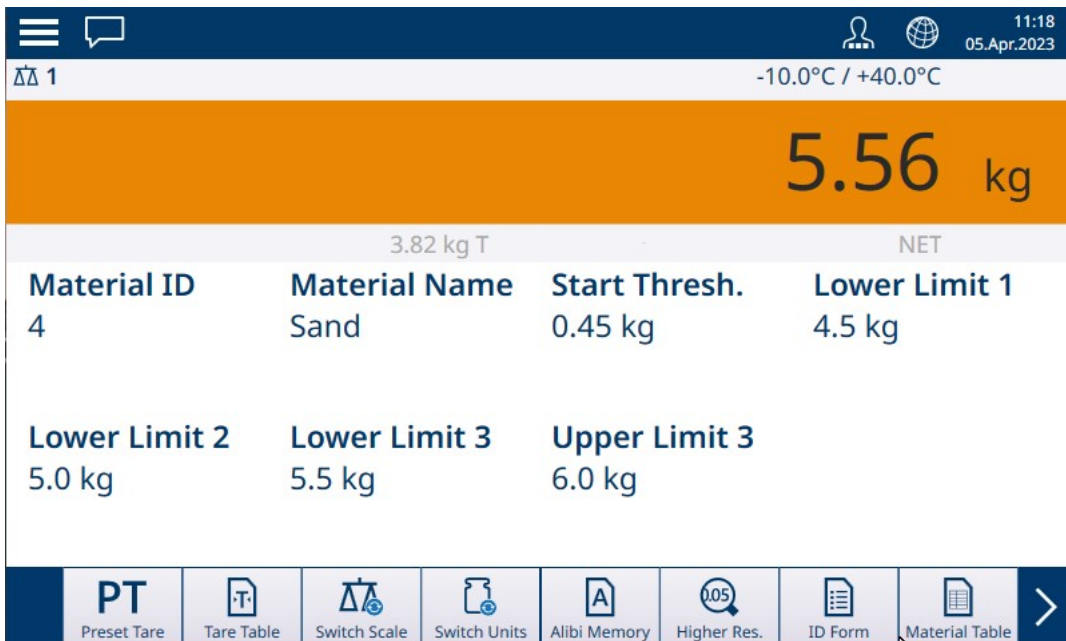 11:18
05.Apr.2023
1
-10.0°C / +40.0°C
5.56 kg
3.82 kg T NET
Material ID Material Name Start Thresh. Lower Limit 1
4 Sand 0.45 kg 4.5 kg
Lower Limit 2 Lower Limit 3 Upper Limit 3
5.0 kg 5.5 kg 6.0 kg
PT T A 0.05
Preset Tare Tare Table Switch Scale Switch Units Alibi Memory Higher Res. ID Form Material Table